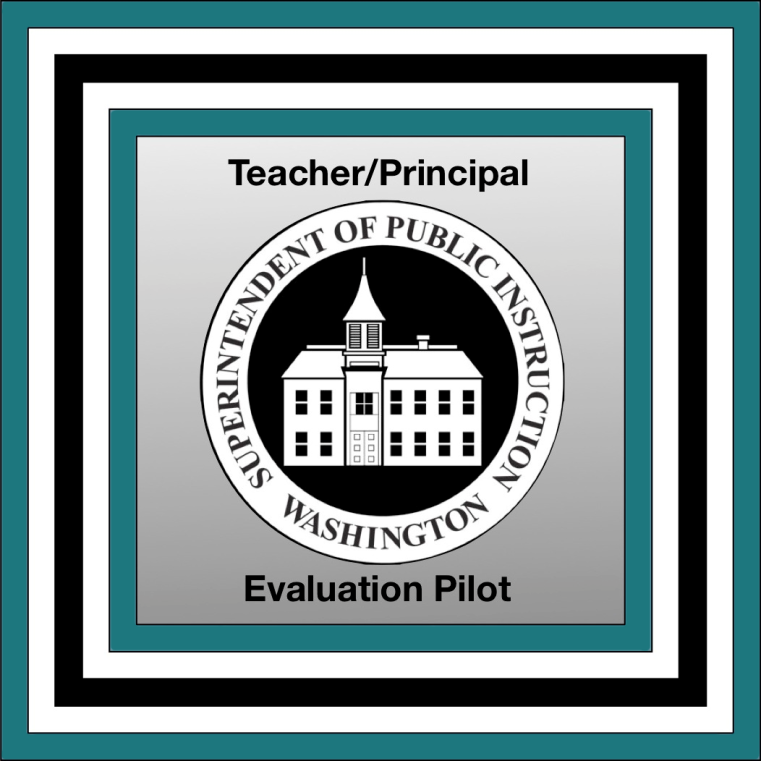 Teacher/Principal
SUPERINTENDENT OF PUBLIC INSTRUCTION
WASHINGTON
Evaluation Pilot